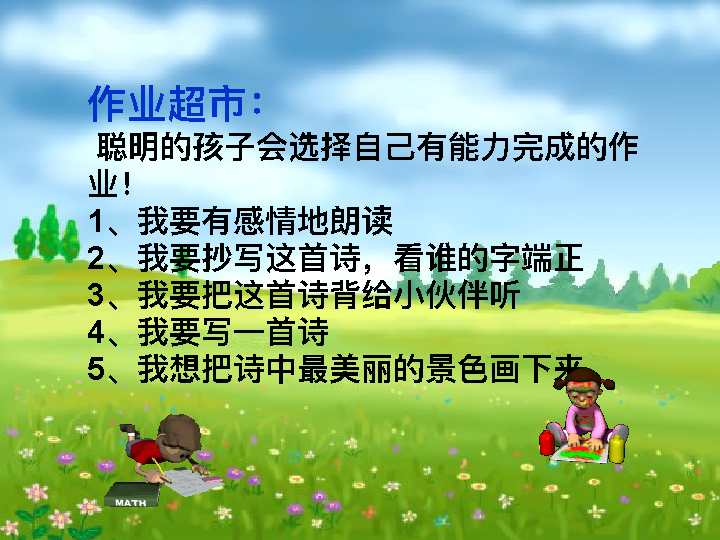 作业超市：
聪明的孩子会选择自己有能力完成的作
业！
1、我要有感情地朗读
2、我要抄写这首诗，看谁的字端正
3、我要把这首诗背给小伙伴听
4、我要写一首诗
5、我想把诗中最美丽的景色画下来
MATH